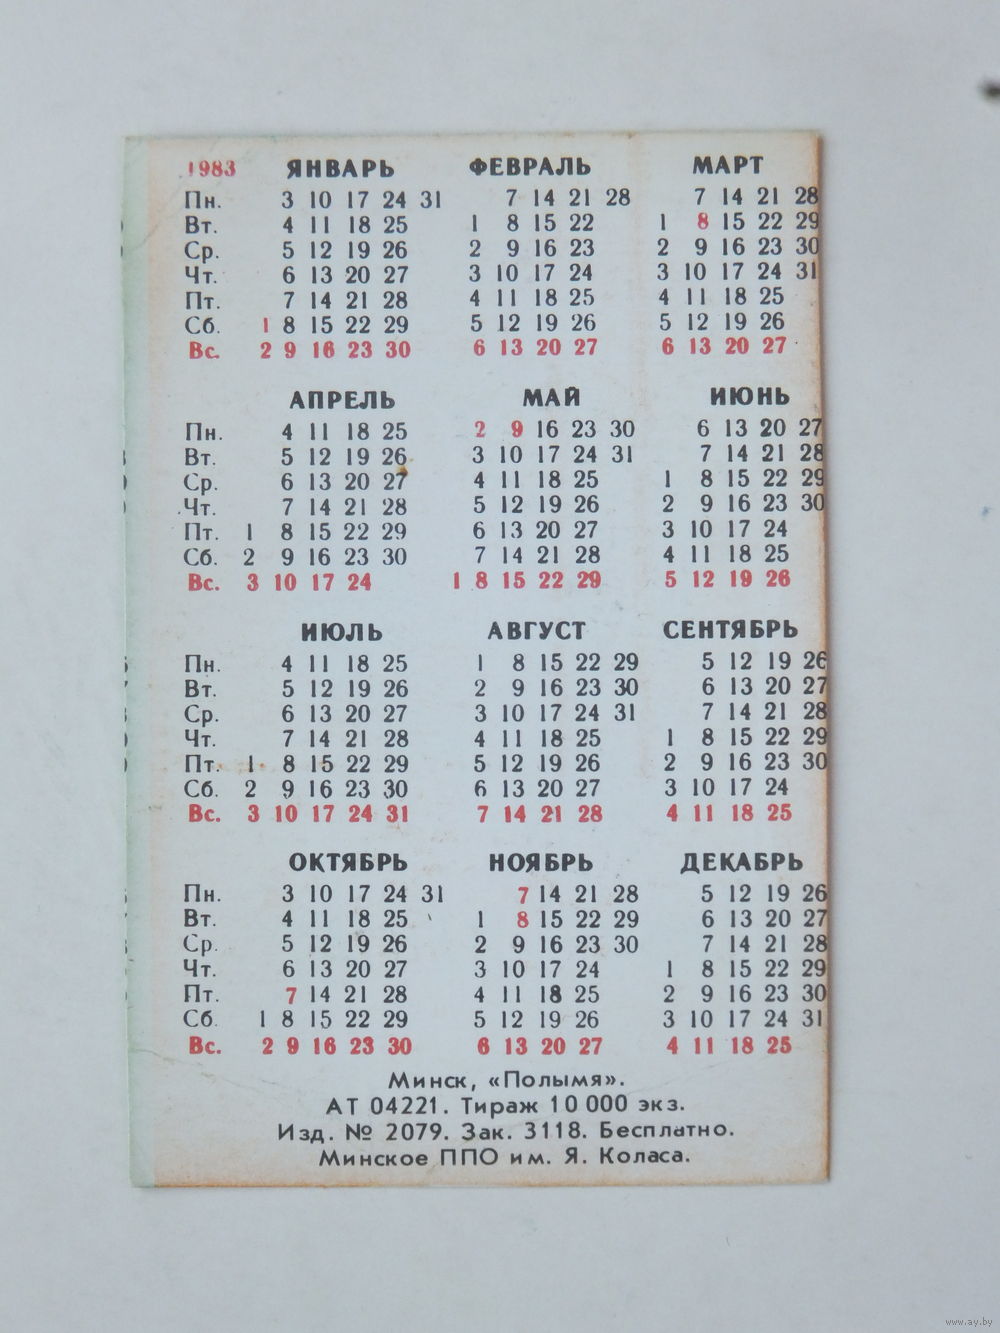 1983 ЯНВАРЬ ФЕВРАЛЬ МАРТ
Пн. 3 10 17 24 31 7 14 21 28 7 14 21 28
Вт. 4 11 18 25 1 8 15 22 1 8 15 22 29
Ср. 5 12 19 26 2 9 16 23 2 9 16 23 30
Чт. 6 13 20 27 3 10 17 24 3 10 17 24 31
Пт. 7 14 21 28 4 11 18 25 4 11 18 25
Сб. 1 8 15 22 29 5 12 19 26 5 12 19 26
Вс. 2 9 16 23 30 6 13 20 27 6 13 20 27
АПРЕЛЬ МАЙ ИЮНЬ
Пн. 4 11 18 25 2 9 16 23 30 6 13 20 27
Вт. 5 12 19 26 3 10 17 24 31 7 14 21 28
Ср. 6 13 20 27 4 11 18 25 1 8 15 22 29
Чт. 7 14 21 28 5 12 19 26 2 9 16 23 30
Пт. 1 8 15 22 29 6 13 20 27 3 10 17 24
Сб. 2 9 16 23 30 7 14 21 28 4 11 18 25
Вс. 3 10 17 24 1 8 15 22 29 5 12 19 26
ИЮЛЬ АВГУСТ СЕНТЯБРЬ
Пн. 4 11 18 25 1 8 15 22 29 5 12 19 26
Вт. 5 12 19 26 2 9 16 23 30 6 13 20 27
Ср. 6 13 20 27 3 10 17 24 31 7 14 21 28
Чт. 7 14 21 28 4 11 18 25 1 8 15 22 29
Пт. 1 8 15 22 29 5 12 19 26 2 9 16 23 30
Сб. 2 9 16 23 30 6 13 20 27 3 10 17 24
Вс. 3 10 17 24 31 7 14 21 28 4 11 18 25
ОКТЯБРЬ НОЯБРЬ ДЕКАБРЬ
Пн. 3 10 17 24 31 7 14 21 28 5 12 19 26
Вт. 4 11 18 25 1 8 15 22 29 6 13 20 27
Ср. 5 12 19 26 2 9 16 23 30 7 14 21 28
Чт. 6 13 20 27 3 10 17 24 1 8 15 22 29
Пт. 7 14 21 28 4 11 18 25 2 9 16 23 30
Сб. 1 8 15 22 29 5 12 19 26 3 10 17 24 31
Вс. 2 9 16 23 30 6 13 20 27 4 11 18 25
Минск, «Полымя».
АТ 04221. Тираж 10 000 экз.
Изд. № 2079. Зак. 3118. Бесплатно.
Минское ППО им. Я. Коласа.
www.ay.by